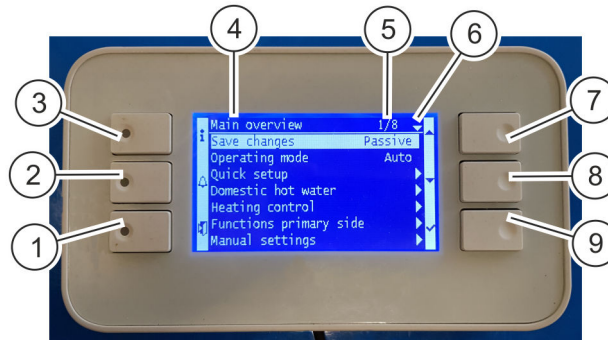 4
5
6
3
7
2
8
1
9
Main overview 1/8
Save changes Passive
Operating mode Auto
Quick setup
Domestic hot water
Heating control
Functions primary side
Manual settings